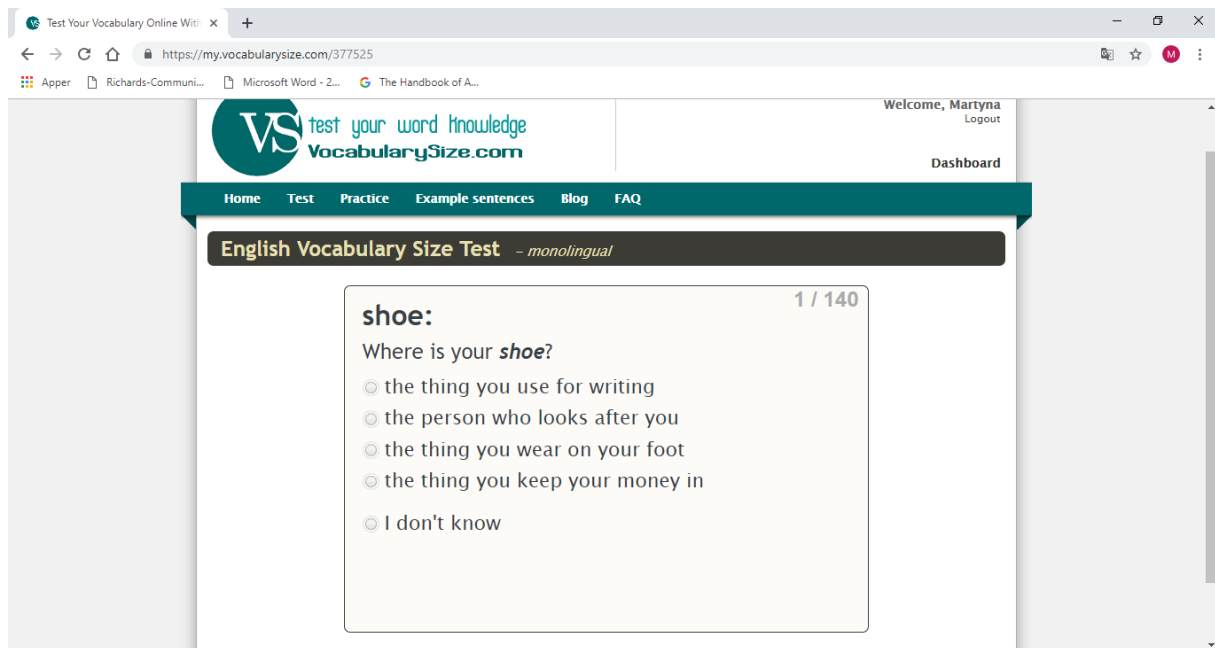 Test Your Vocabulary Online With
https://my.vocabularysize.com/377525
M
Apper
Richards-Communi...
Microsoft Word - 2...
The Handbook of A...
VS
test your word knowledge
VocabularySize.com
Welcome, Martyna
Logout
Dashboard
Home Test Practice Example sentences Blog FAQ
English Vocabulary Size Test – monolingual
1 / 140
shoe:
Where is your shoe?
the thing you use for writing
the person who looks after you
the thing you wear on your foot
the thing you keep your money in
I don't know